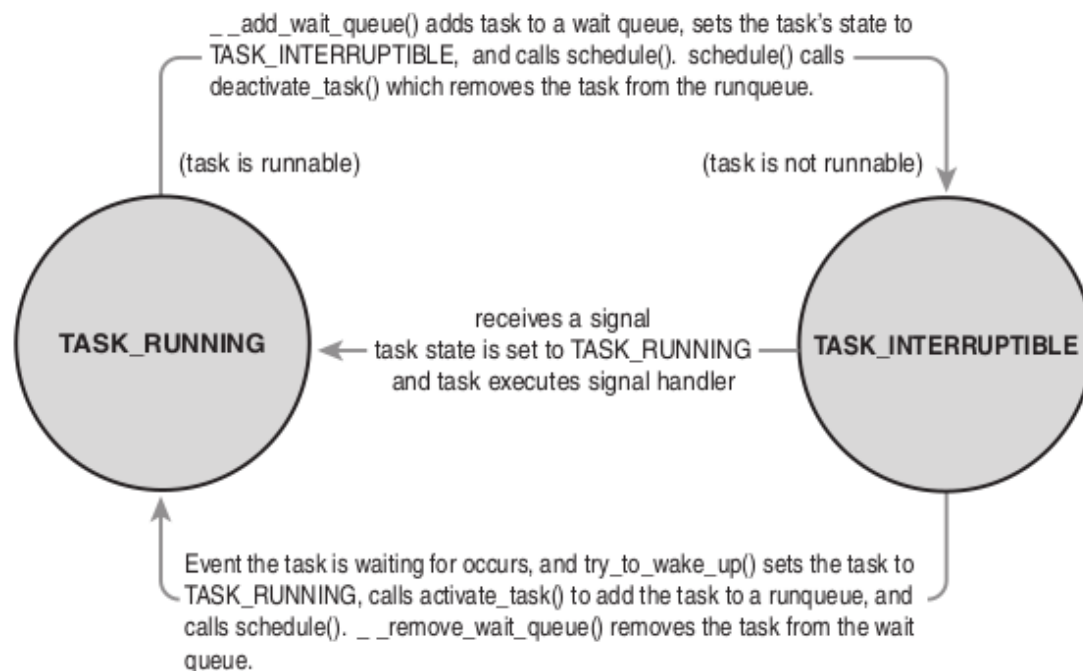 _ _add_wait_queue() adds task to a wait queue, sets the task's state to
TASK_INTERRUPTIBLE, and calls schedule(). schedule() calls
deactivate_task() which removes the task from the runqueue.
(task is runnable)
(task is not runnable)
TASK_RUNNING
receives a signal
task state is set to TASK_RUNNING
and task executes signal handler
TASK_INTERRUPTIBLE
Event the task is waiting for occurs, and try_to_wake_up() sets the task to
TASK_RUNNING, calls activate_task() to add the task to a runqueue, and
calls schedule(). _ _remove_wait_queue() removes the task from the wait
queue.